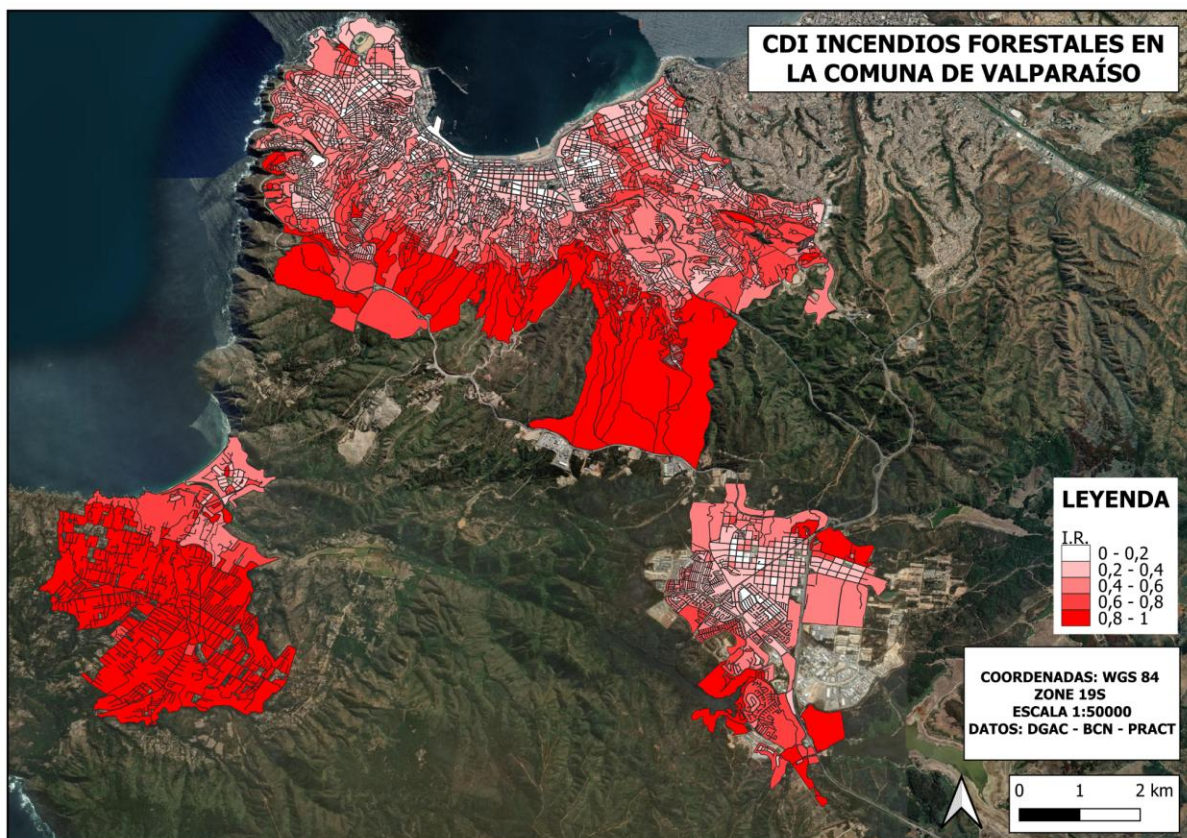 CDI INCENDIOS FORESTALES EN
LA COMUNA DE VALPARAÍSO
LEYENDA
I.R.
0 - 0,2
0,2 - 0,4
0,4 - 0,6
0,6 - 0,8
0,8 - 1
COORDENADAS: WGS 84
ZONE 19S
ESCALA 1:50000
DATOS: DGAC - BCN - PRACT
0 1 2 km